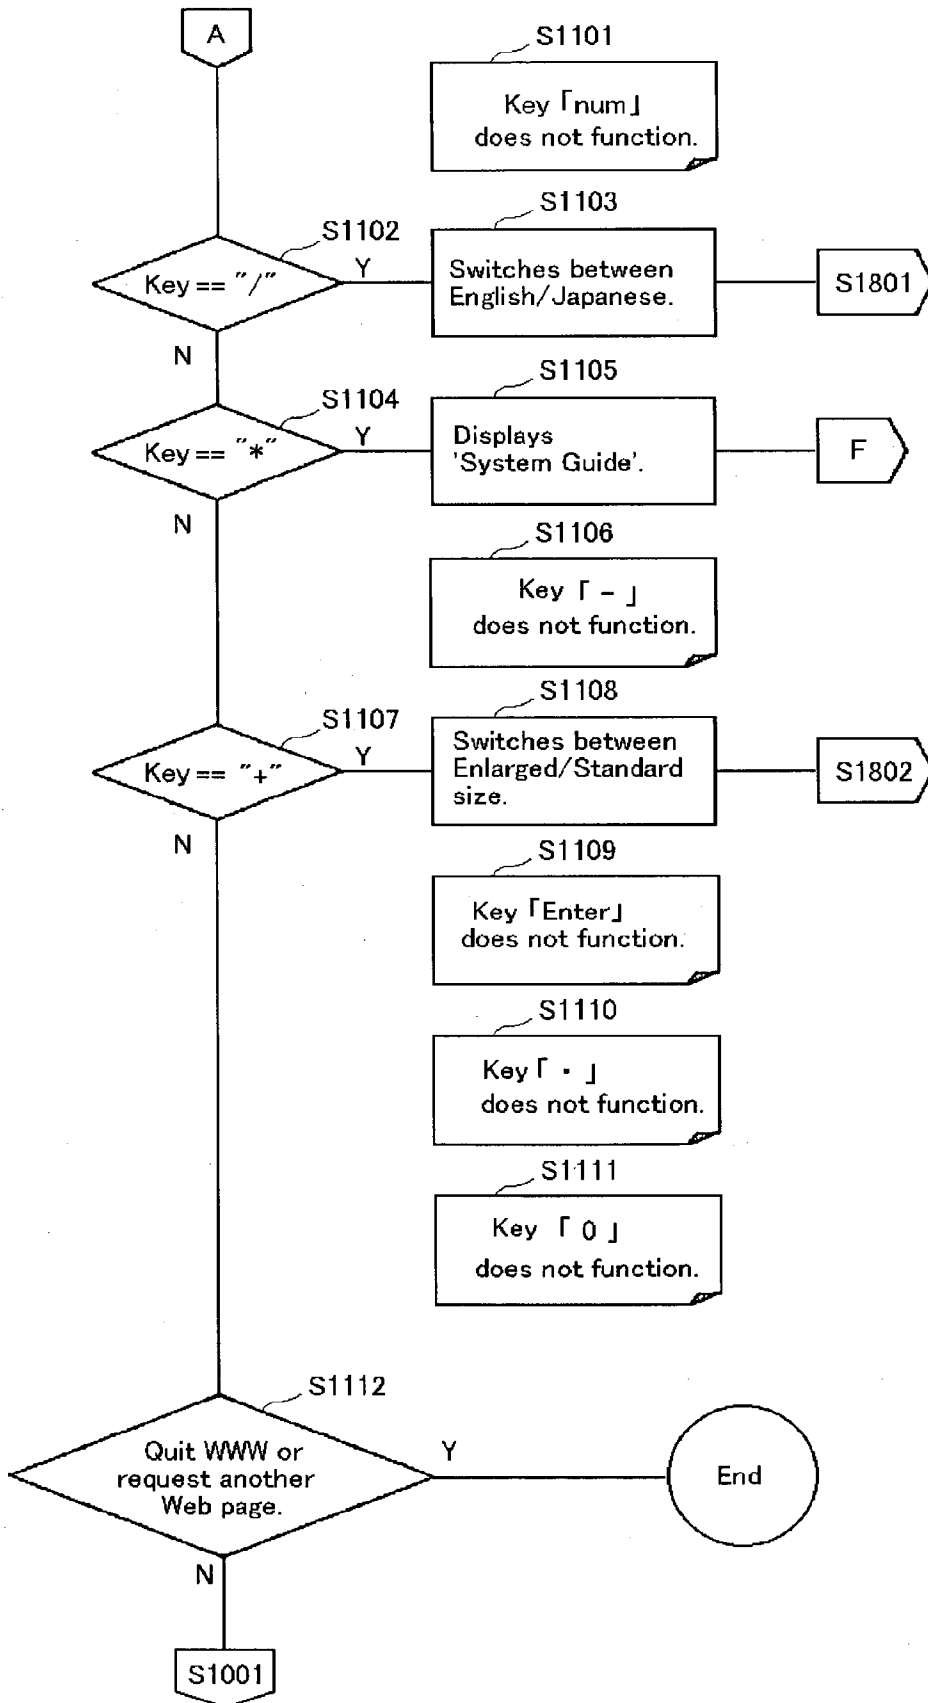 A
S1101
Key「num」
does not function.
S1102
Key == "/"
Y
N
S1103
Switches between
English/Japanese.
S1801
S1104
Key == "*"
Y
N
S1105
Displays
'System Guide'.
F
S1106
Key「－」
does not function.
S1107
Key == "+"
Y
N
S1108
Switches between
Enlarged/Standard
size.
S1802
S1109
Key「Enter」
does not function.
S1110
Key「・」
does not function.
S1111
Key「0」
does not function.
S1112
Quit WWW or
request another
Web page.
Y
N
End
S1001